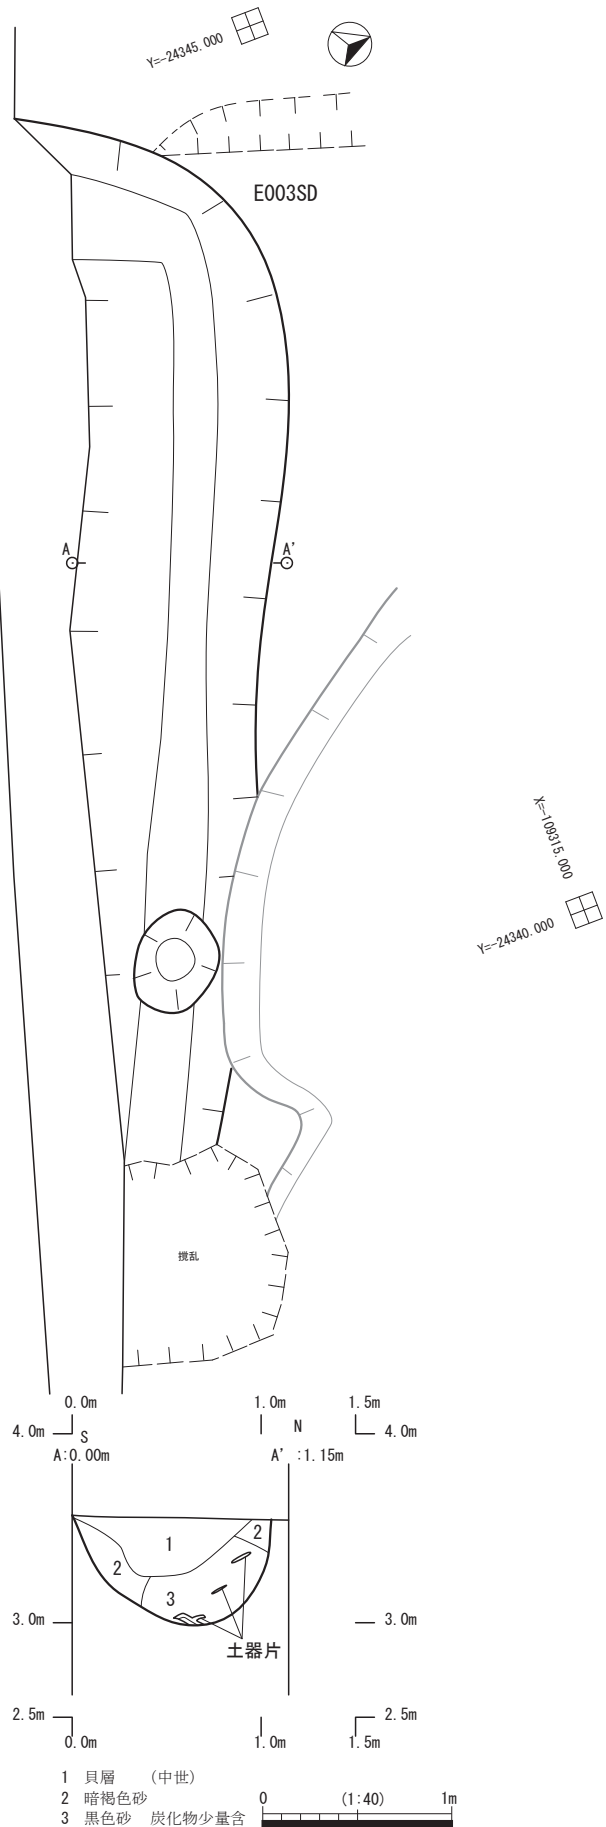 Y=-24345.000
E003SD
A
A'
X=-109315.000
Y=-24340.000
撹乱
0.0m 1.0m 1.5m
4.0m S N 4.0m
A:0.00m A' :1.15m
1
2
2
3
3.0m 3.0m
土器片
2.5m 2.5m
0.0m 1.0m 1.5m
1 貝層 (中世)
2 暗褐色砂
3 黒色砂 炭化物少量含
0 (1:40) 1m